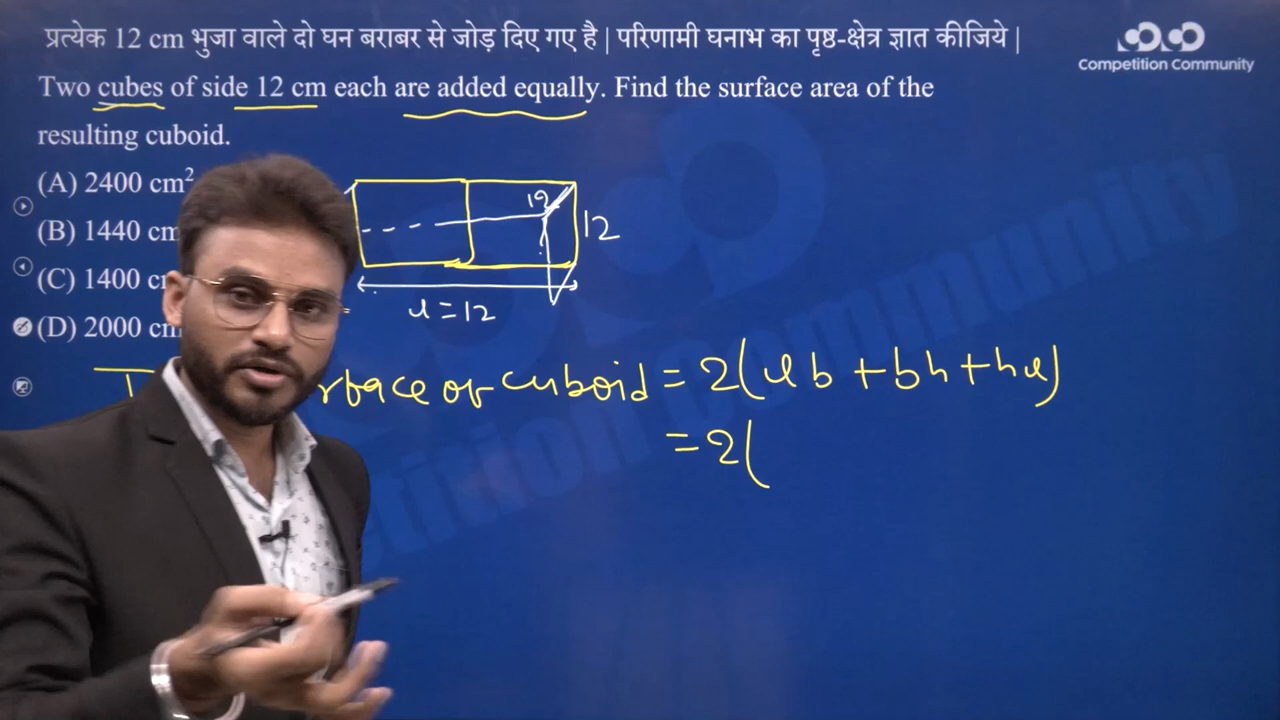 प्रत्येक 12 cm भुजा वाले दो घन बराबर से जोड़ दिए गए है | परिणामी घनाभ का पृष्ठ-क्षेत्र ज्ञात कीजिये |
Competition Community
Two cubes of side 12 cm each are added equally. Find the surface area of the
resulting cuboid.
(A) 2400 cm²
(B) 1440 cm
(C) 1400
(D) 2000 cm
12
12
l = 12
cuboid = 2(lb + bh + hl)
= 2(